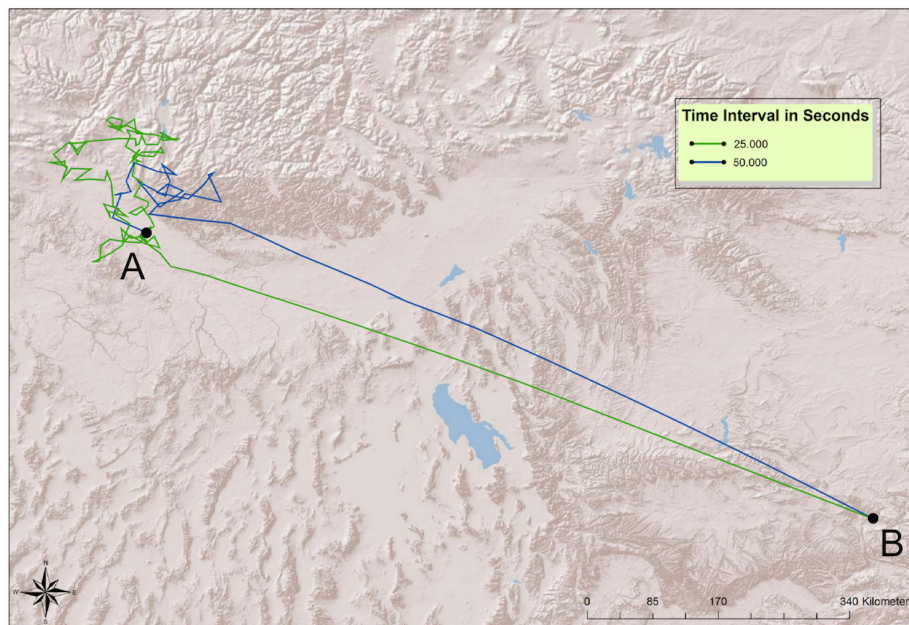 Time Interval in Seconds
25.000
50.000
A
B
N
W E
S
0 85 170 340 Kilometer